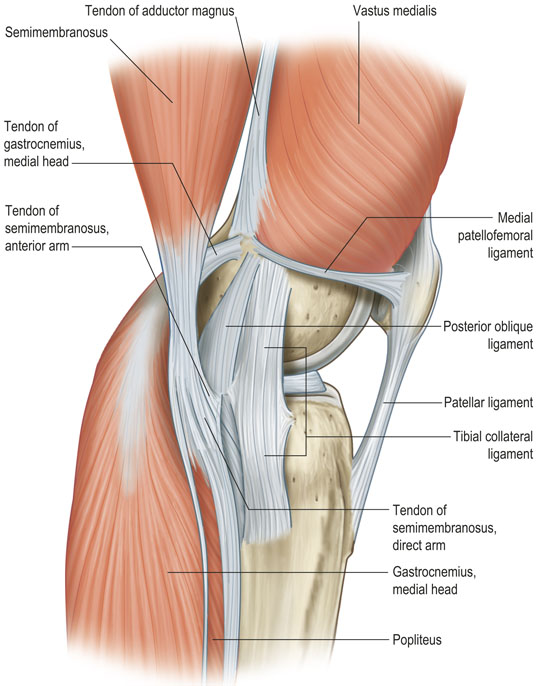 Tendon of adductor magnus
Vastus medialis
Semimembranosus
Tendon of
gastrocnemius,
medial head
Tendon of
semimembranosus,
anterior arm
Medial
patellofemoral
ligament
Posterior oblique
ligament
Patellar ligament
Tibial collateral
ligament
Tendon of
semimembranosus,
direct arm
Gastrocnemius,
medial head
Popliteus